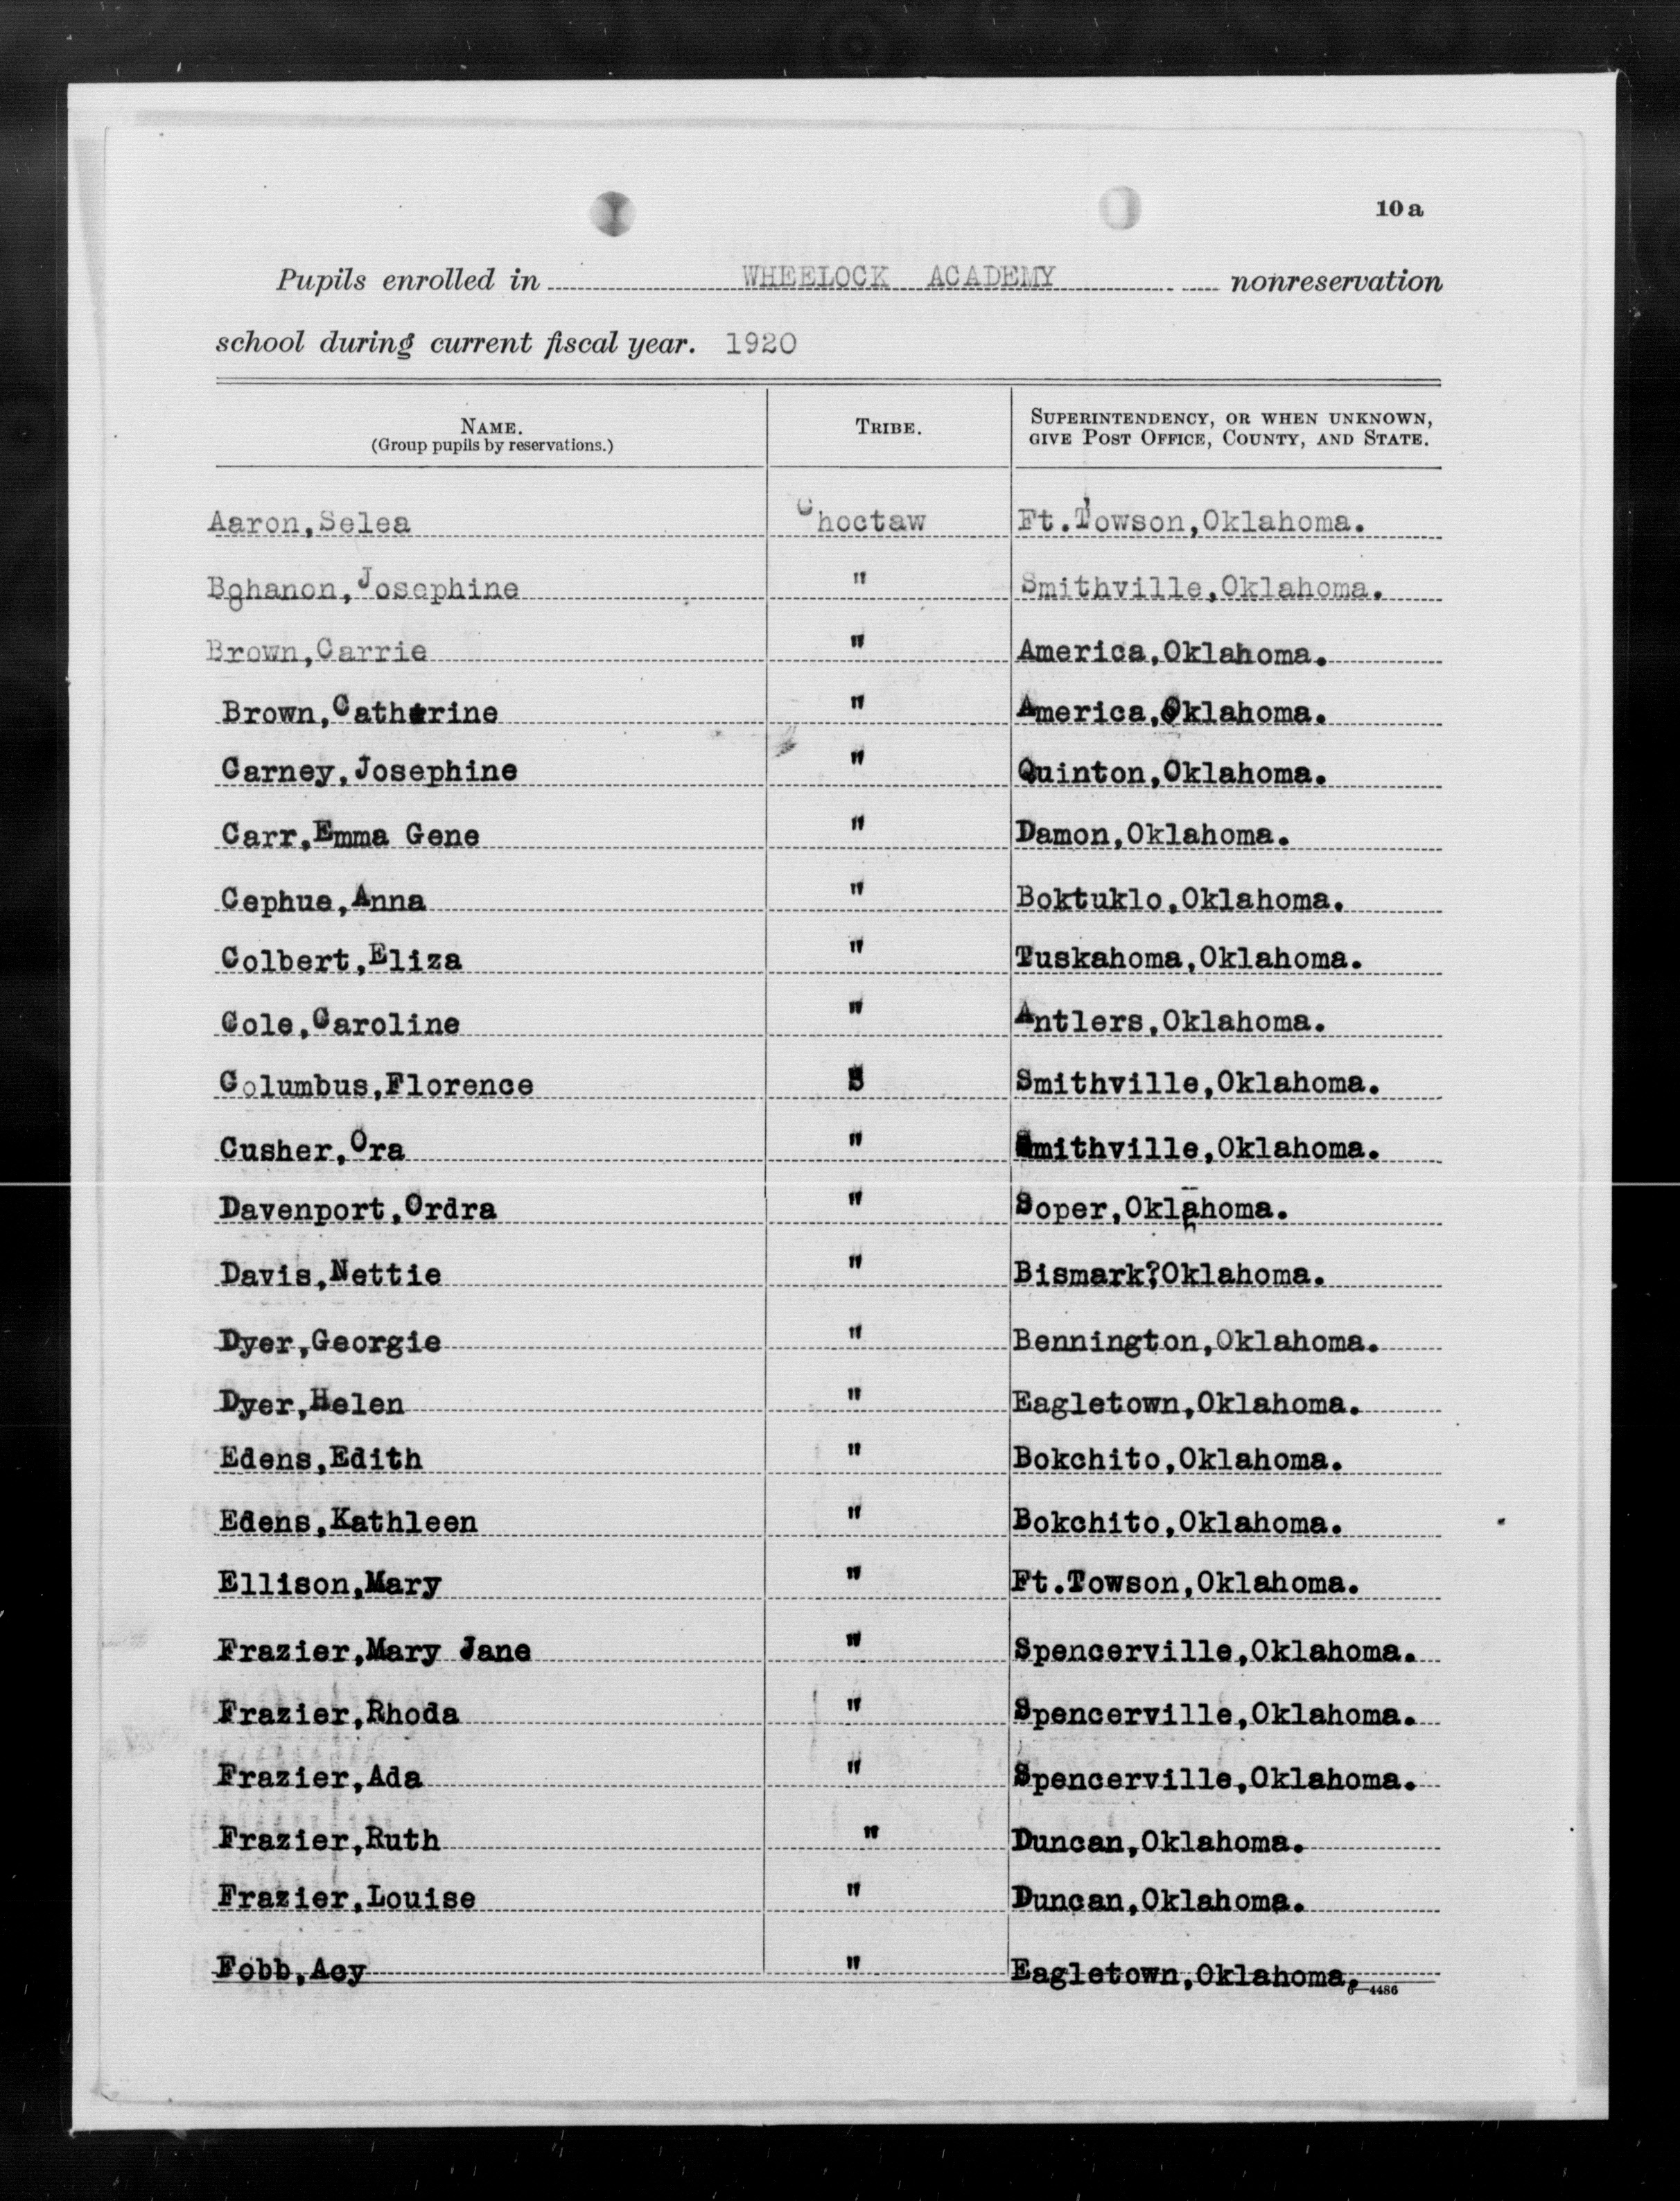 10 a
Pupils enrolled in WHEELOCK ACADEMY nonreservation
school during current fiscal year. 1920
NAME. (Group pupils by reservations.) TRIBE. SUPERINTENDENCY, OR WHEN UNKNOWN, GIVE POST OFFICE, COUNTY, AND STATE.
Aaron,Selea Choctaw Ft.Towson,Oklahoma.
Bohanon,Josephine " Smithville,Oklahoma.
Brown,Carrie " America,Oklahoma.
Brown,Catherine " America,Oklahoma.
Carney,Josephine " Quinton,Oklahoma.
Carr,Emma Gene " Damon,Oklahoma.
Cephue,Anna " Boktuklo,Oklahoma.
Colbert,Eliza " Tuskahoma,Oklahoma.
Cole,Caroline " Antlers,Oklahoma.
Columbus,Florence " Smithville,Oklahoma.
Cusher,Ora " Smithville,Oklahoma.
Davenport,Ordra " Soper,Oklahoma.
Davis,Nettie " Bismark?Oklahoma.
Dyer,Georgie " Bennington,Oklahoma.
Dyer,Helen " Eagletown,Oklahoma.
Edens,Edith " Bokchito,Oklahoma.
Edens,Kathleen " Bokchito,Oklahoma.
Ellison,Mary " Ft.Towson,Oklahoma.
Frazier,Mary Jane " Spencerville,Oklahoma.
Frazier,Rhoda " Spencerville,Oklahoma.
Frazier,Ada " Spencerville,Oklahoma.
Frazier,Ruth " Duncan,Oklahoma.
Frazier,Louise " Duncan,Oklahoma.
Fobb,Acy " Eagletown,Oklahoma.
6—4486